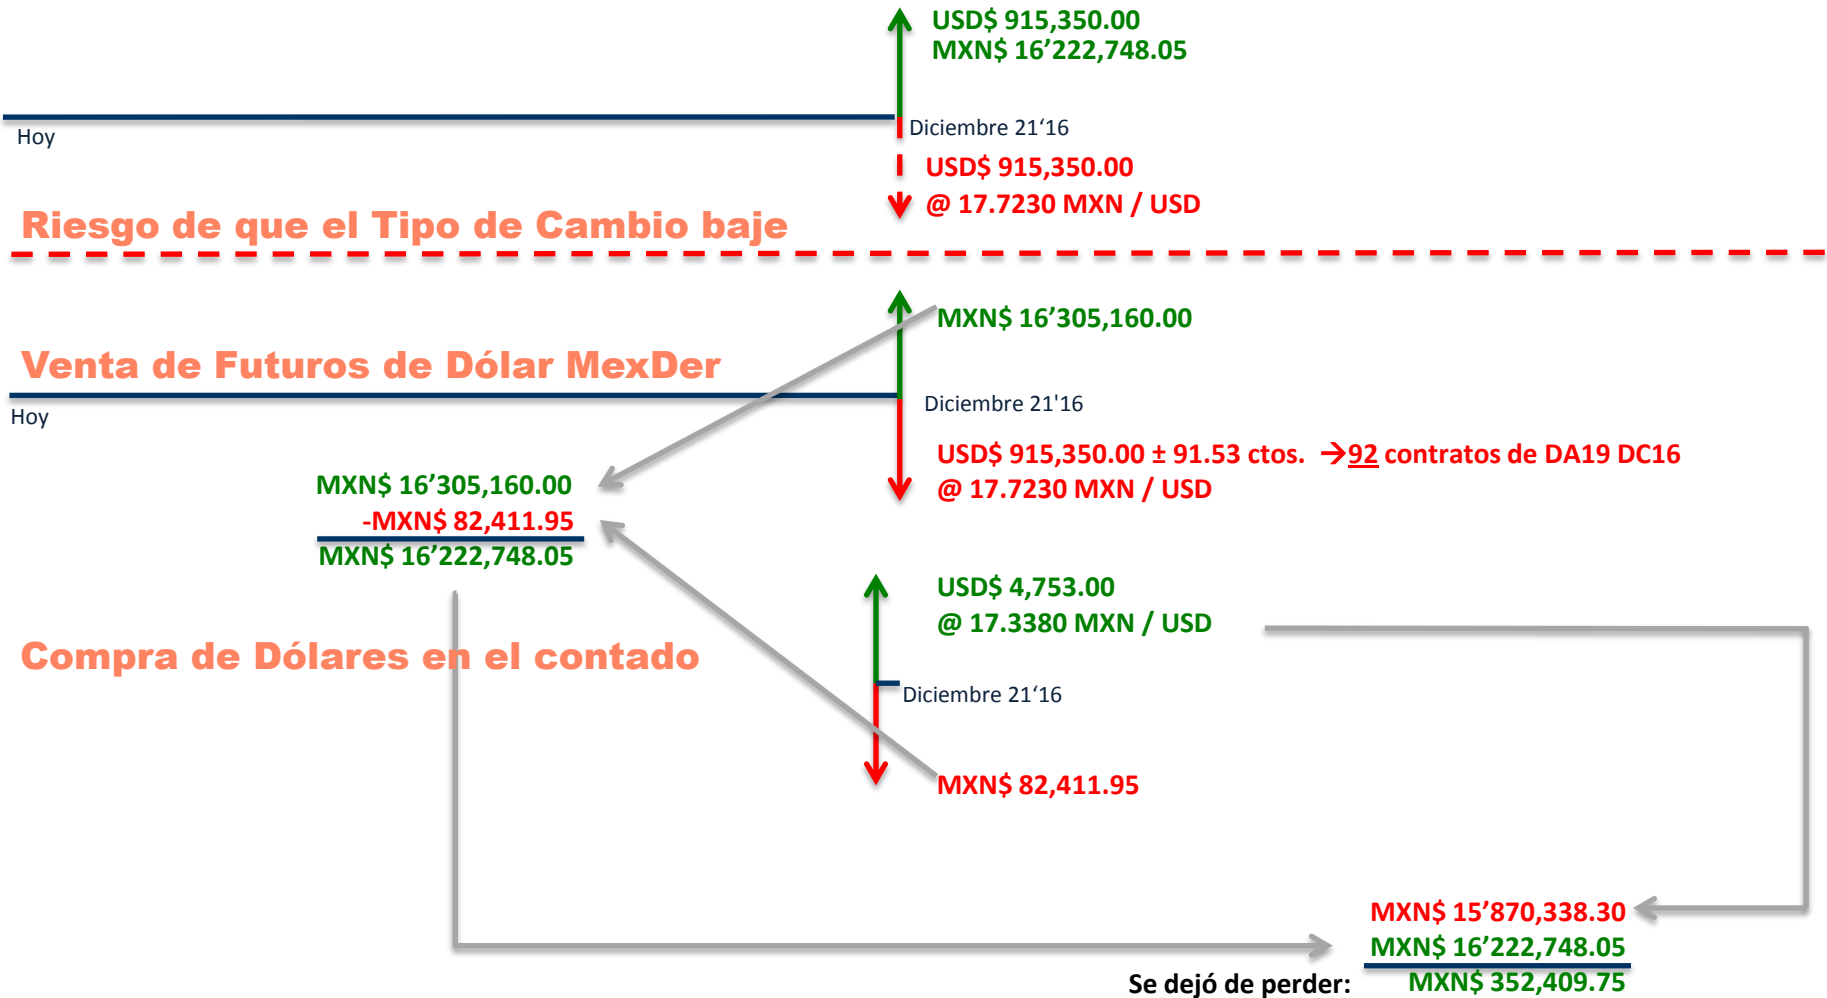 USD$ 915,350.00
MXN$ 16’222,748.05
Hoy
Diciembre 21‘16
USD$ 915,350.00
@ 17.7230 MXN / USD
Riesgo de que el Tipo de Cambio baje
MXN$ 16’305,160.00
Venta de Futuros de Dólar MexDer
Hoy
Diciembre 21'16
USD$ 915,350.00 ± 91.53 ctos. →92 contratos de DA19 DC16
@ 17.7230 MXN / USD
MXN$ 16’305,160.00
-MXN$ 82,411.95
MXN$ 16’222,748.05
USD$ 4,753.00
@ 17.3380 MXN / USD
Compra de Dólares en el contado
Diciembre 21‘16
MXN$ 82,411.95
MXN$ 15’870,338.30
MXN$ 16’222,748.05
Se dejó de perder: MXN$ 352,409.75